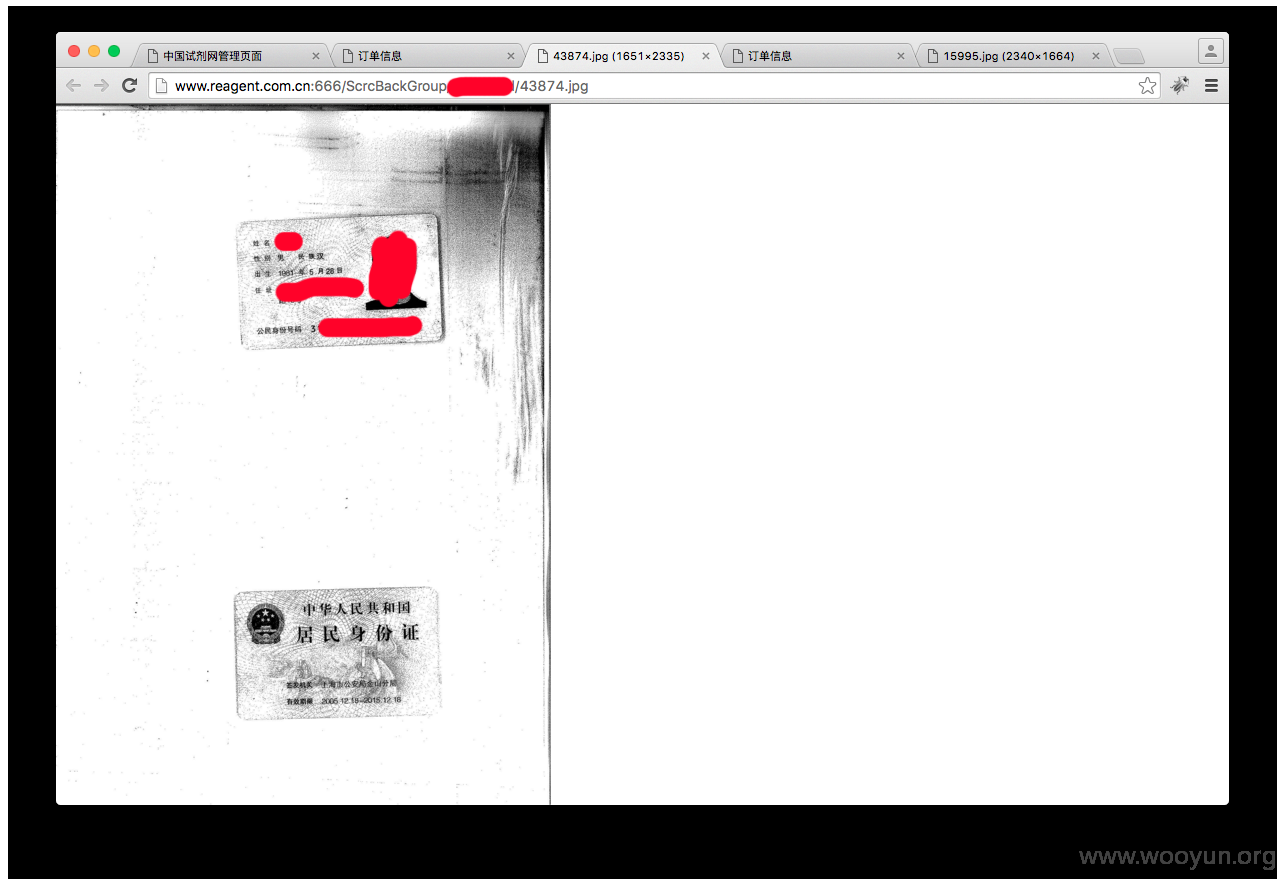 中国试剂网管理页面
订单信息
43874.jpg (1651×2335)
订单信息
15995.jpg (2340×1664)
www.reagent.com.cn:666/ScrcBackGroup /43874.jpg
姓 名
性 别 男 民 族 汉
出 生 1981 年 5 月 28 日
住 址
公民身份号码 3
中华人民共和国
居民身份证
签发机关 上海市公安局金山分局
有效期限 2005.12.18-2015.12.18
www.wooyun.org